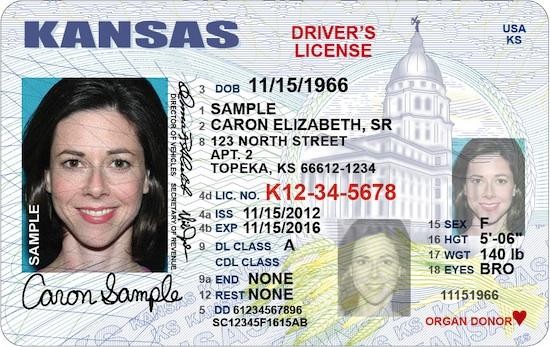 KANSAS
DRIVER'S
LICENSE
USA
KS
3 DOB 11/15/1966
1 SAMPLE
2 CARON ELIZABETH, SR
8 123 NORTH STREET
APT. 2
TOPEKA, KS 66612-1234
4d LIC. NO. K12-34-5678
4a ISS 11/15/2012
4b EXP 11/15/2016
9 DL CLASS A
CDL CLASS
9a END NONE
12 REST NONE
5 DD 61234567896
SC12345F1615AB
15 SEX F
16 HGT 5'-06"
17 WGT 140 lb
18 EYES BRO
11151966
ORGAN DONOR
SAMPLE
DIRECTOR OF VEHICLES
SECRETARY OF REVENUE
Caron Sample